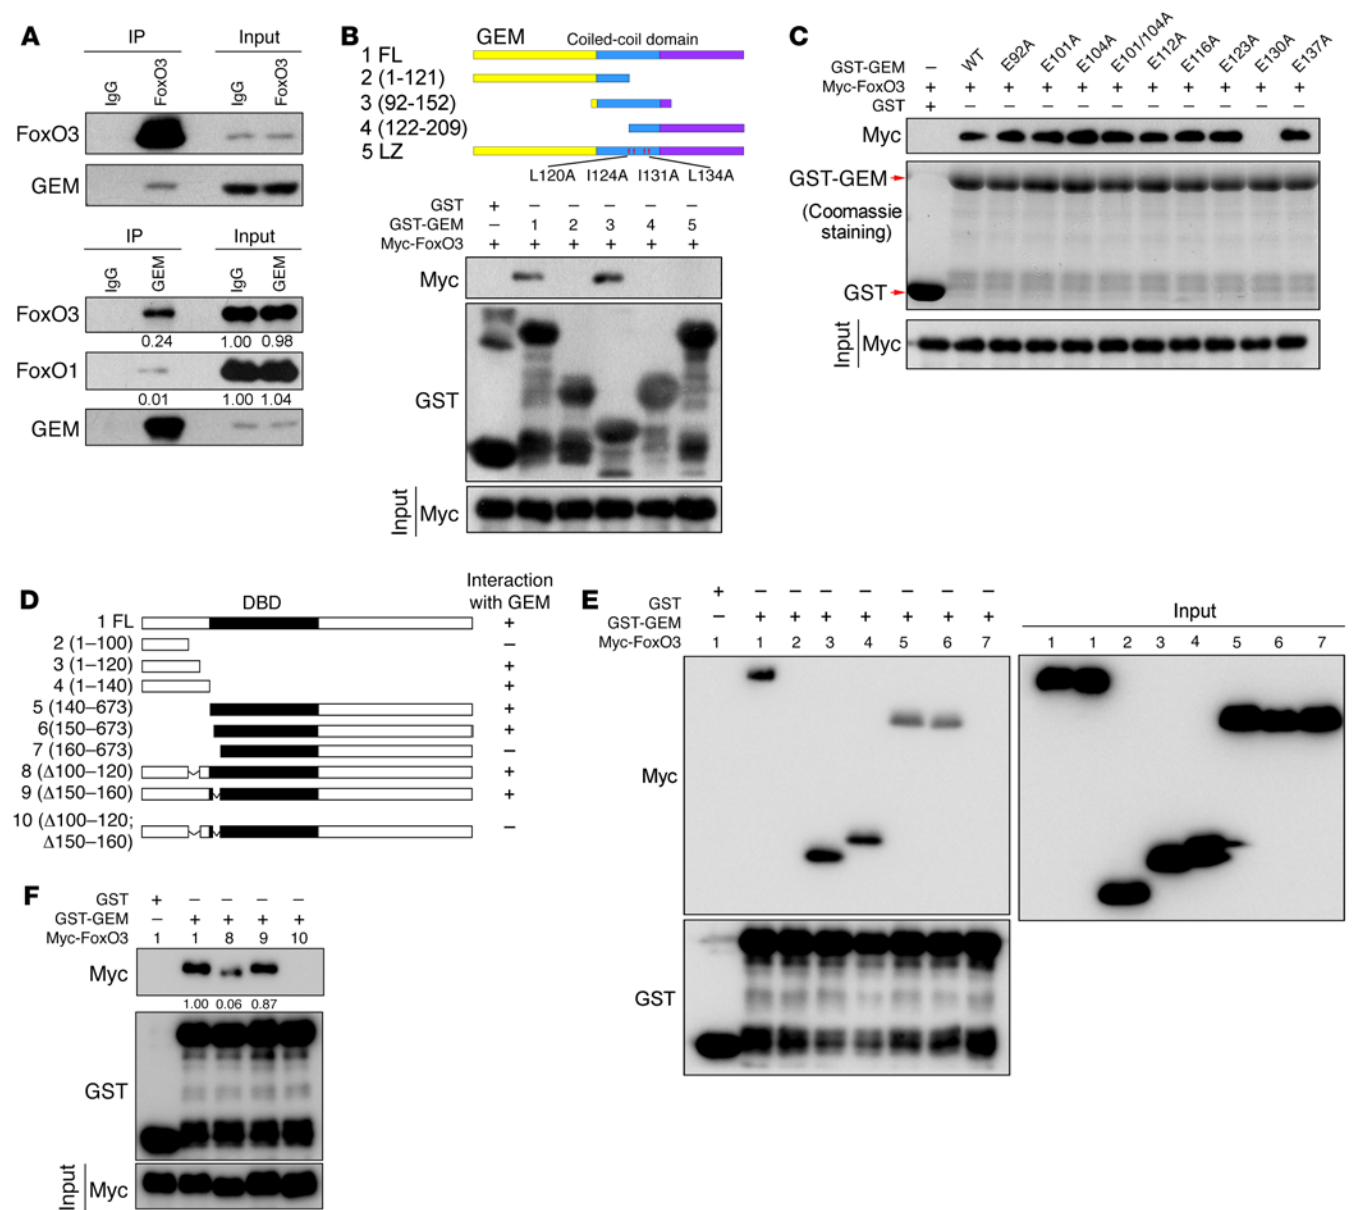 A
IP Input
IgG FoxO3 IgG FoxO3
FoxO3
GEM
IP Input
IgG GEM IgG GEM
FoxO3
0.24 1.00 0.98
FoxO1
0.01 1.00 1.04
GEM
B
GEM Coiled-coil domain
1 FL
2 (1-121)
3 (92-152)
4 (122-209)
5 LZ
L120A I124A I131A L134A
GST + – – – – –
GST-GEM – 1 2 3 4 5
Myc-FoxO3 + + + + + +
Myc
GST
Input Myc
C
GST-GEM – WT E92A E101A E104A E101/104A E112A E116A E123A E130A E137A
Myc-FoxO3 + + + + + + + + + + +
GST + – – – – – – – – – –
Myc
GST-GEM
(Coomassie
staining)
GST
Input Myc
D
Interaction
DBD with GEM
1 FL +
2 (1–100) –
3 (1–120) +
4 (1–140) +
5 (140–673) +
6(150–673) +
7 (160–673) –
8 (Δ100–120) +
9 (Δ150–160) +
10 (Δ100–120;
Δ150–160) –
E
GST + – – – – – – –
GST-GEM – + + + + + + +
Myc-FoxO3 1 1 2 3 4 5 6 7
Input
1 1 2 3 4 5 6 7
Myc
GST
F
GST + – – – –
GST-GEM – + + + +
Myc-FoxO3 1 1 8 9 10
Myc
1.00 0.06 0.87
GST
Input Myc